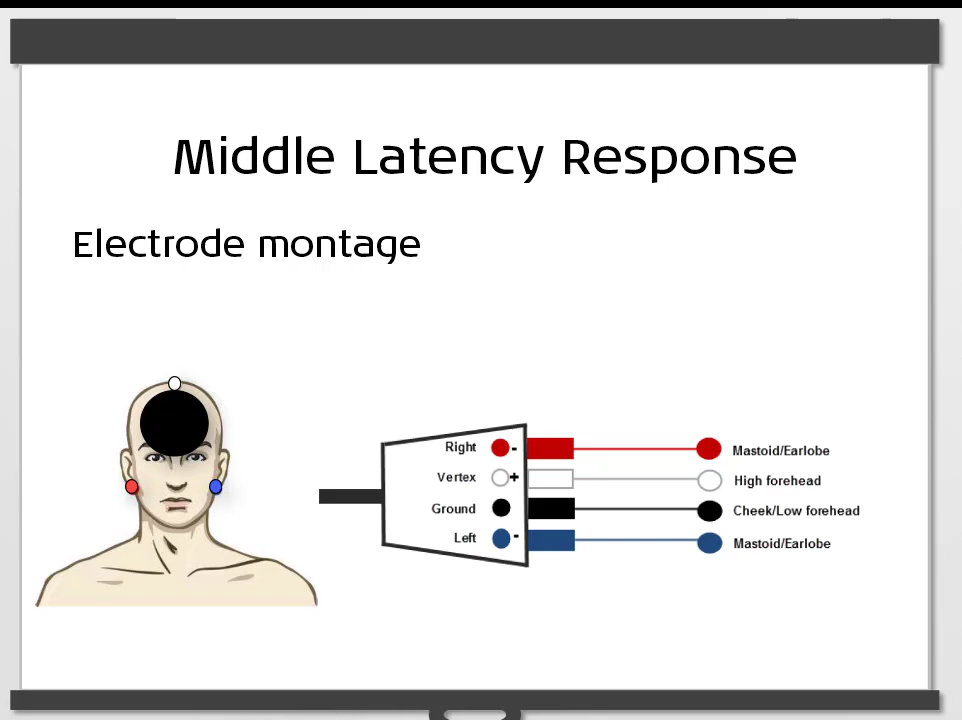 Middle Latency Response
Electrode montage
Right -
Mastoid/Earlobe
Vertex +
High forehead
Ground
Cheek/Low forehead
Left -
Mastoid/Earlobe